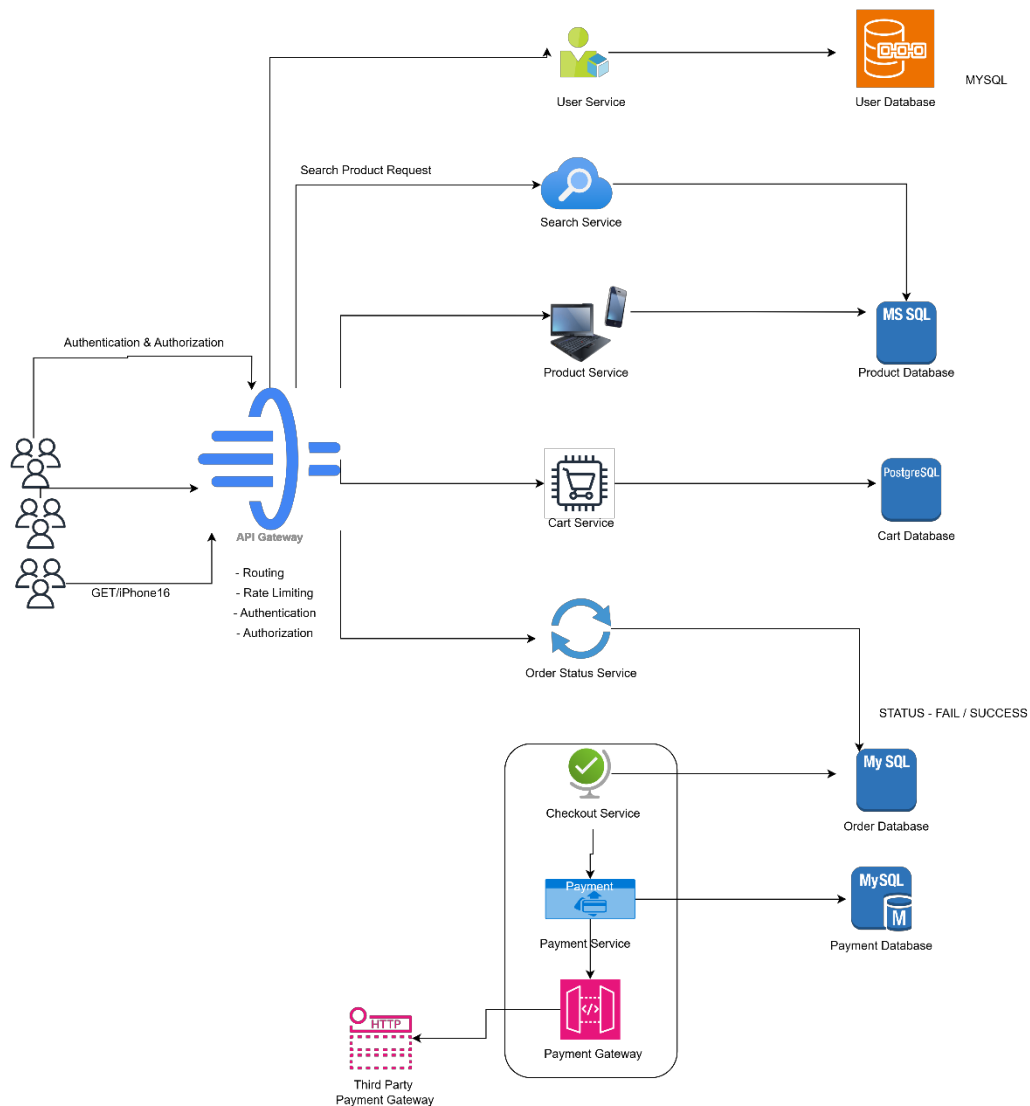 User Service
User Database
MYSQL
Search Product Request
Search Service
MS SQL
Product Service
Product Database
Authentication & Authorization
PostgreSQL
Cart Service
Cart Database
API Gateway
GET/iPhone16
- Routing
- Rate Limiting
- Authentication
- Authorization
Order Status Service
STATUS - FAIL / SUCCESS
My SQL
Checkout Service
Order Database
Payment
MySQL
M
Payment Service
Payment Database
</>
Payment Gateway
HTTP
Third Party
Payment Gateway